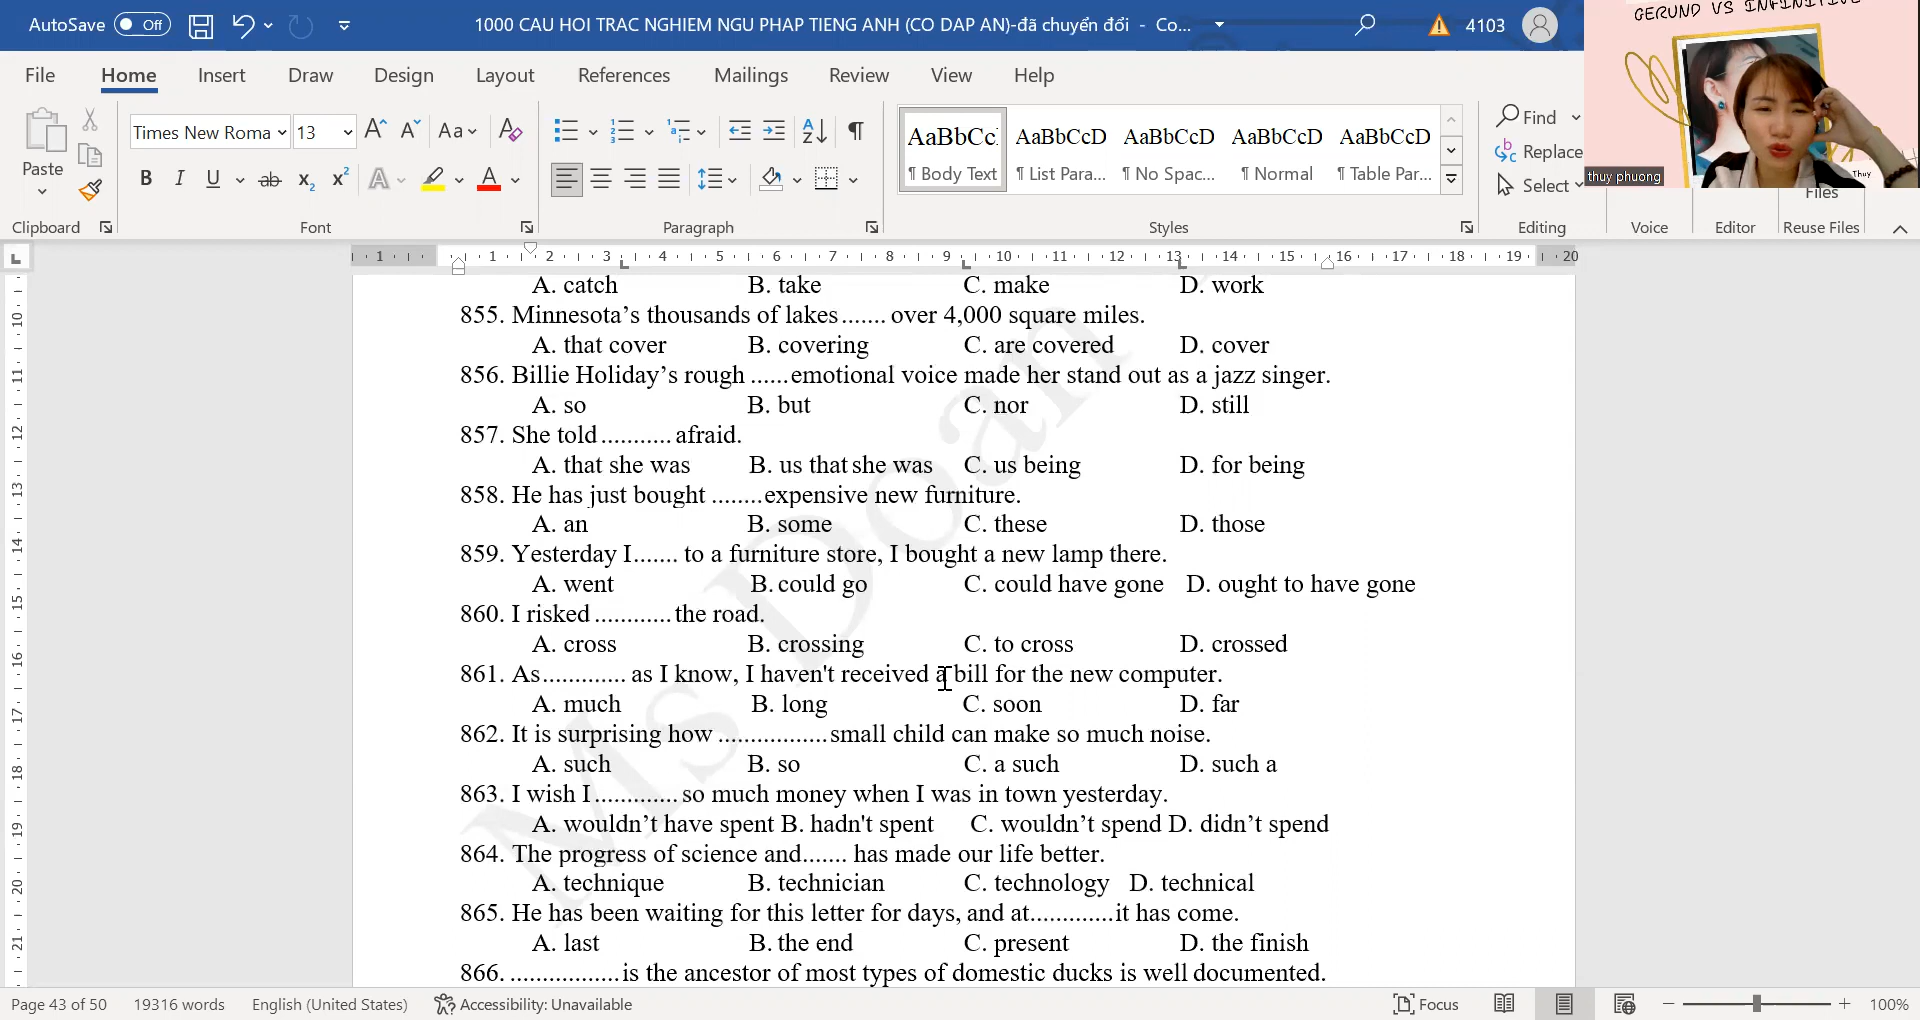 AutoSave Off 1000 CAU HOI TRAC NGHIEM NGU PHAP TIENG ANH (CO DAP AN)-đã chuyển đổi - Co... 4103
GERUND VS INFINITIVE
File Home Insert Draw Design Layout References Mailings Review View Help
Times New Roma 13 Aa
AaBbCc AaBbCcD AaBbCcD AaBbCcD AaBbCcD
Find
Replace
Select
Paste
B I U ab x2 x2 A A
¶ Body Text ¶ List Para... ¶ No Spac... ¶ Normal ¶ Table Par...
thuy phuong
Thuy
Files
Clipboard Font Paragraph Styles Editing Voice Editor Reuse Files
A. catch B. take C. make D. work
855. Minnesota’s thousands of lakes....... over 4,000 square miles.
A. that cover B. covering C. are covered D. cover
856. Billie Holiday’s rough ......emotional voice made her stand out as a jazz singer.
A. so B. but C. nor D. still
857. She told........... afraid.
A. that she was B. us that she was C. us being D. for being
858. He has just bought ........expensive new furniture.
A. an B. some C. these D. those
859. Yesterday I....... to a furniture store, I bought a new lamp there.
A. went B. could go C. could have gone D. ought to have gone
860. I risked ............the road.
A. cross B. crossing C. to cross D. crossed
861. As............. as I know, I haven't received a bill for the new computer.
A. much B. long C. soon D. far
862. It is surprising how .................small child can make so much noise.
A. such B. so C. a such D. such a
863. I wish I.............so much money when I was in town yesterday.
A. wouldn’t have spent B. hadn't spent C. wouldn’t spend D. didn’t spend
864. The progress of science and....... has made our life better.
A. technique B. technician C. technology D. technical
865. He has been waiting for this letter for days, and at.............it has come.
A. last B. the end C. present D. the finish
866. .................is the ancestor of most types of domestic ducks is well documented.
Ms Doan
Page 43 of 50 19316 words English (United States) Accessibility: Unavailable Focus 100%